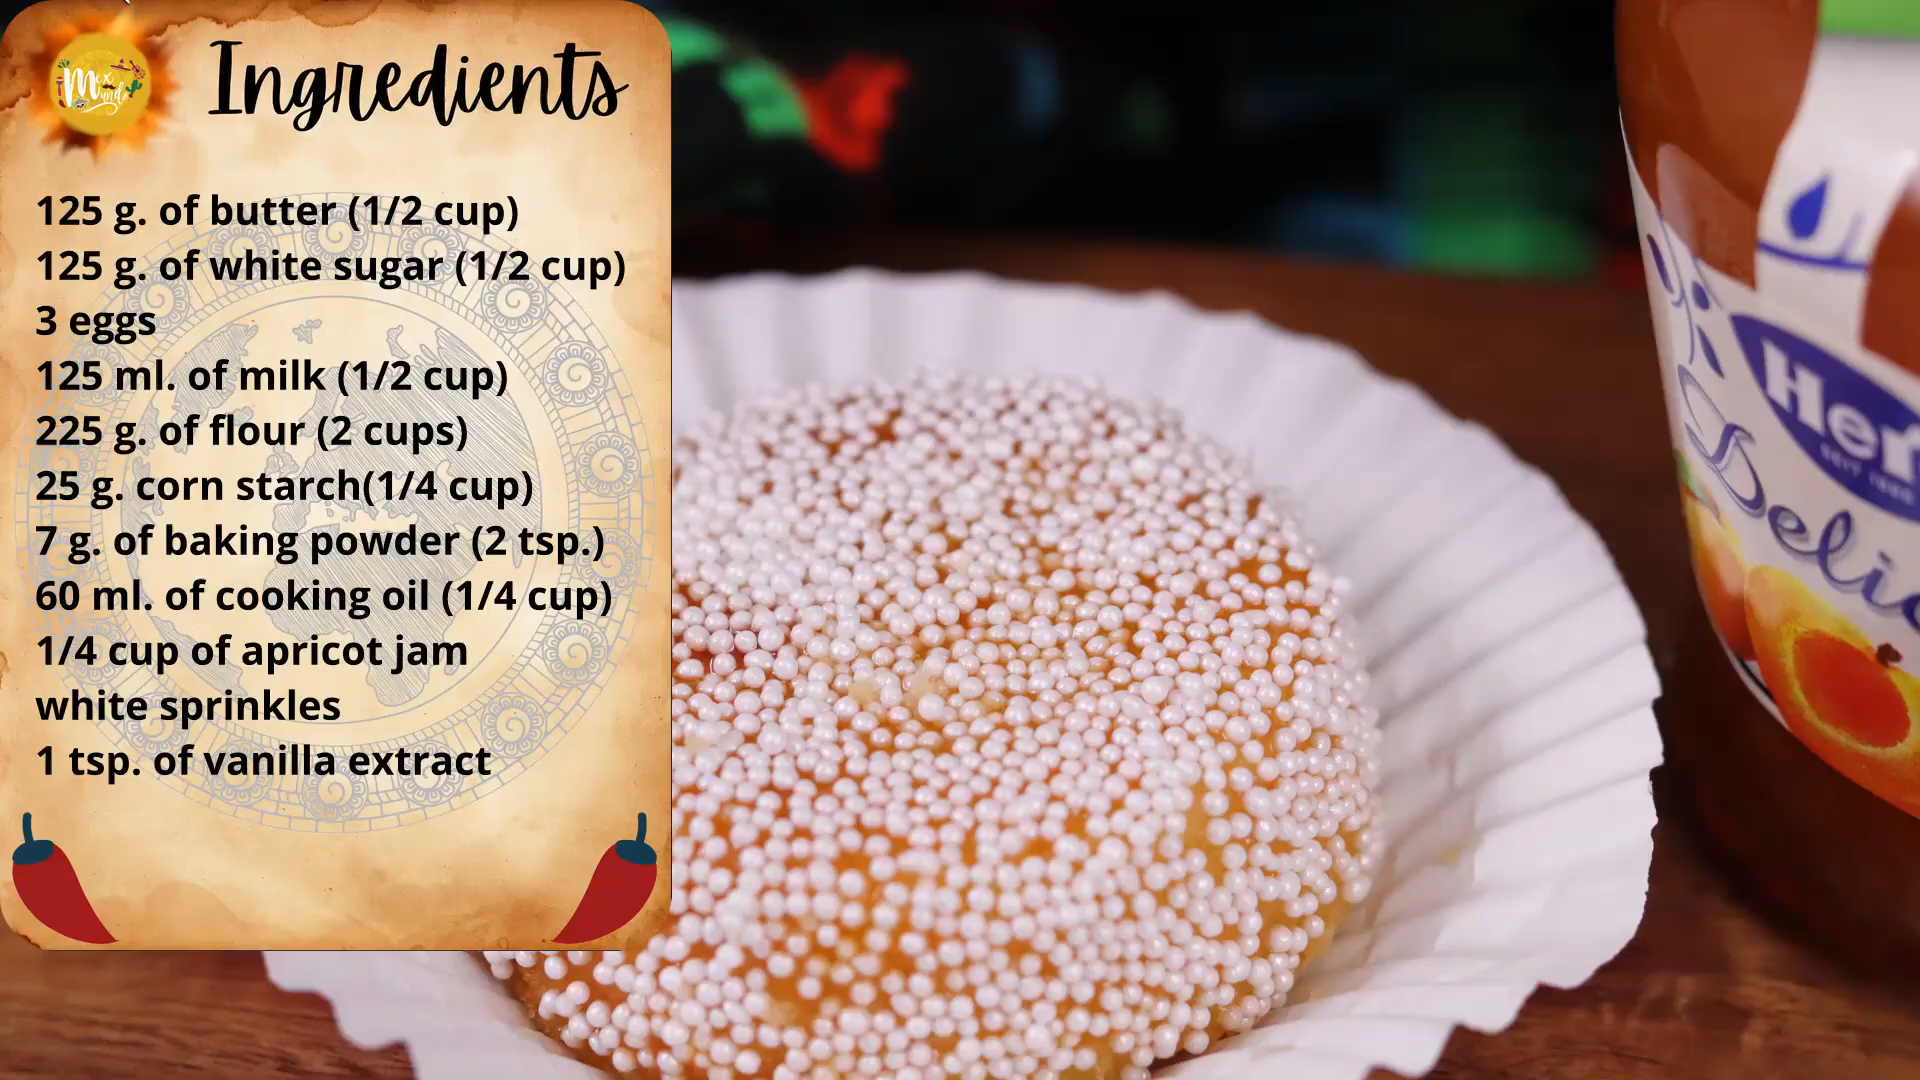 Mex
Mundo
Ingredients
125 g. of butter (1/2 cup)
125 g. of white sugar (1/2 cup)
3 eggs
125 ml. of milk (1/2 cup)
225 g. of flour (2 cups)
25 g. corn starch(1/4 cup)
7 g. of baking powder (2 tsp.)
60 ml. of cooking oil (1/4 cup)
1/4 cup of apricot jam
white sprinkles
1 tsp. of vanilla extract